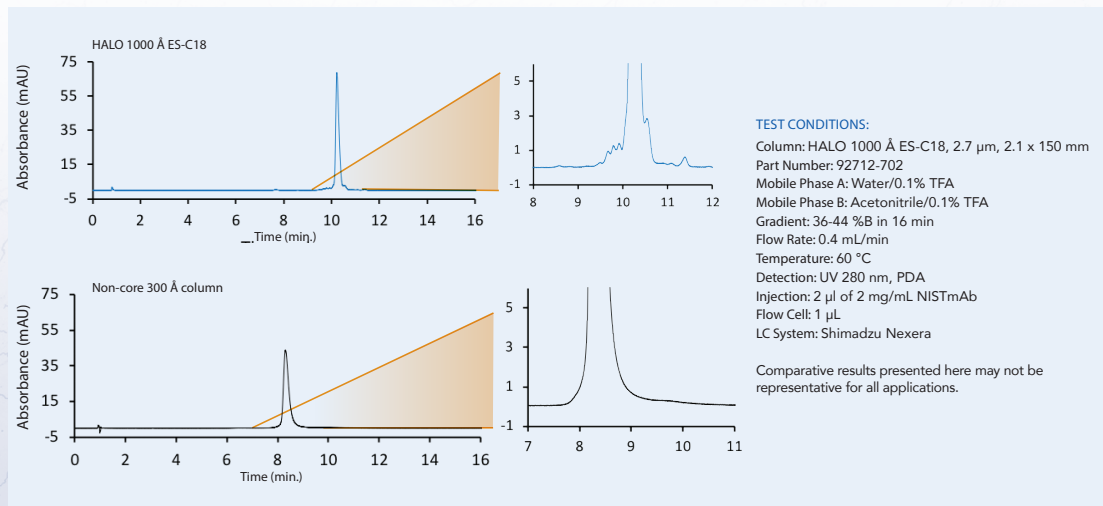 HALO 1000 Å ES-C18
Absorbance (mAU)
75
55
35
15
-5
0 2 4 6 8 10 12 14 16
Time (min.)
5
3
1
-1
8 9 10 11 12
Non-core 300 Å column
Absorbance (mAU)
75
55
35
15
-5
0 2 4 6 8 10 12 14 16
Time (min.)
5
3
1
-1
7 8 9 10 11
TEST CONDITIONS:
Column: HALO 1000 Å ES-C18, 2.7 µm, 2.1 x 150 mm
Part Number: 92712-702
Mobile Phase A: Water/0.1% TFA
Mobile Phase B: Acetonitrile/0.1% TFA
Gradient: 36-44 %B in 16 min
Flow Rate: 0.4 mL/min
Temperature: 60 °C
Detection: UV 280 nm, PDA
Injection: 2 µl of 2 mg/mL NISTmAb
Flow Cell: 1 µL
LC System: Shimadzu Nexera
Comparative results presented here may not be
representative for all applications.